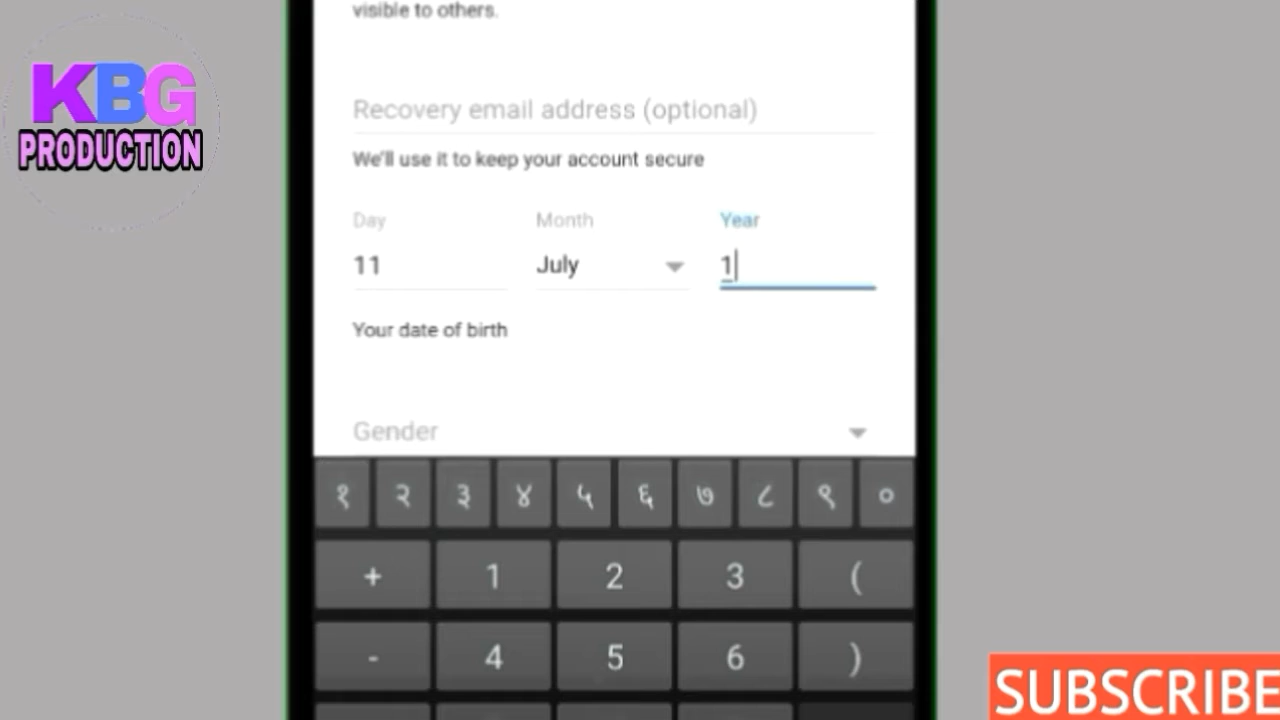 visible to others.
KBG
PRODUCTION
Recovery email address (optional)
We'll use it to keep your account secure
Day Month Year
11 July 1
Your date of birth
Gender
१ २ ३ ४ ५ ६ ७ ८ ९ ०
+ 1 2 3 (
- 4 5 6 )
SUBSCRIBE